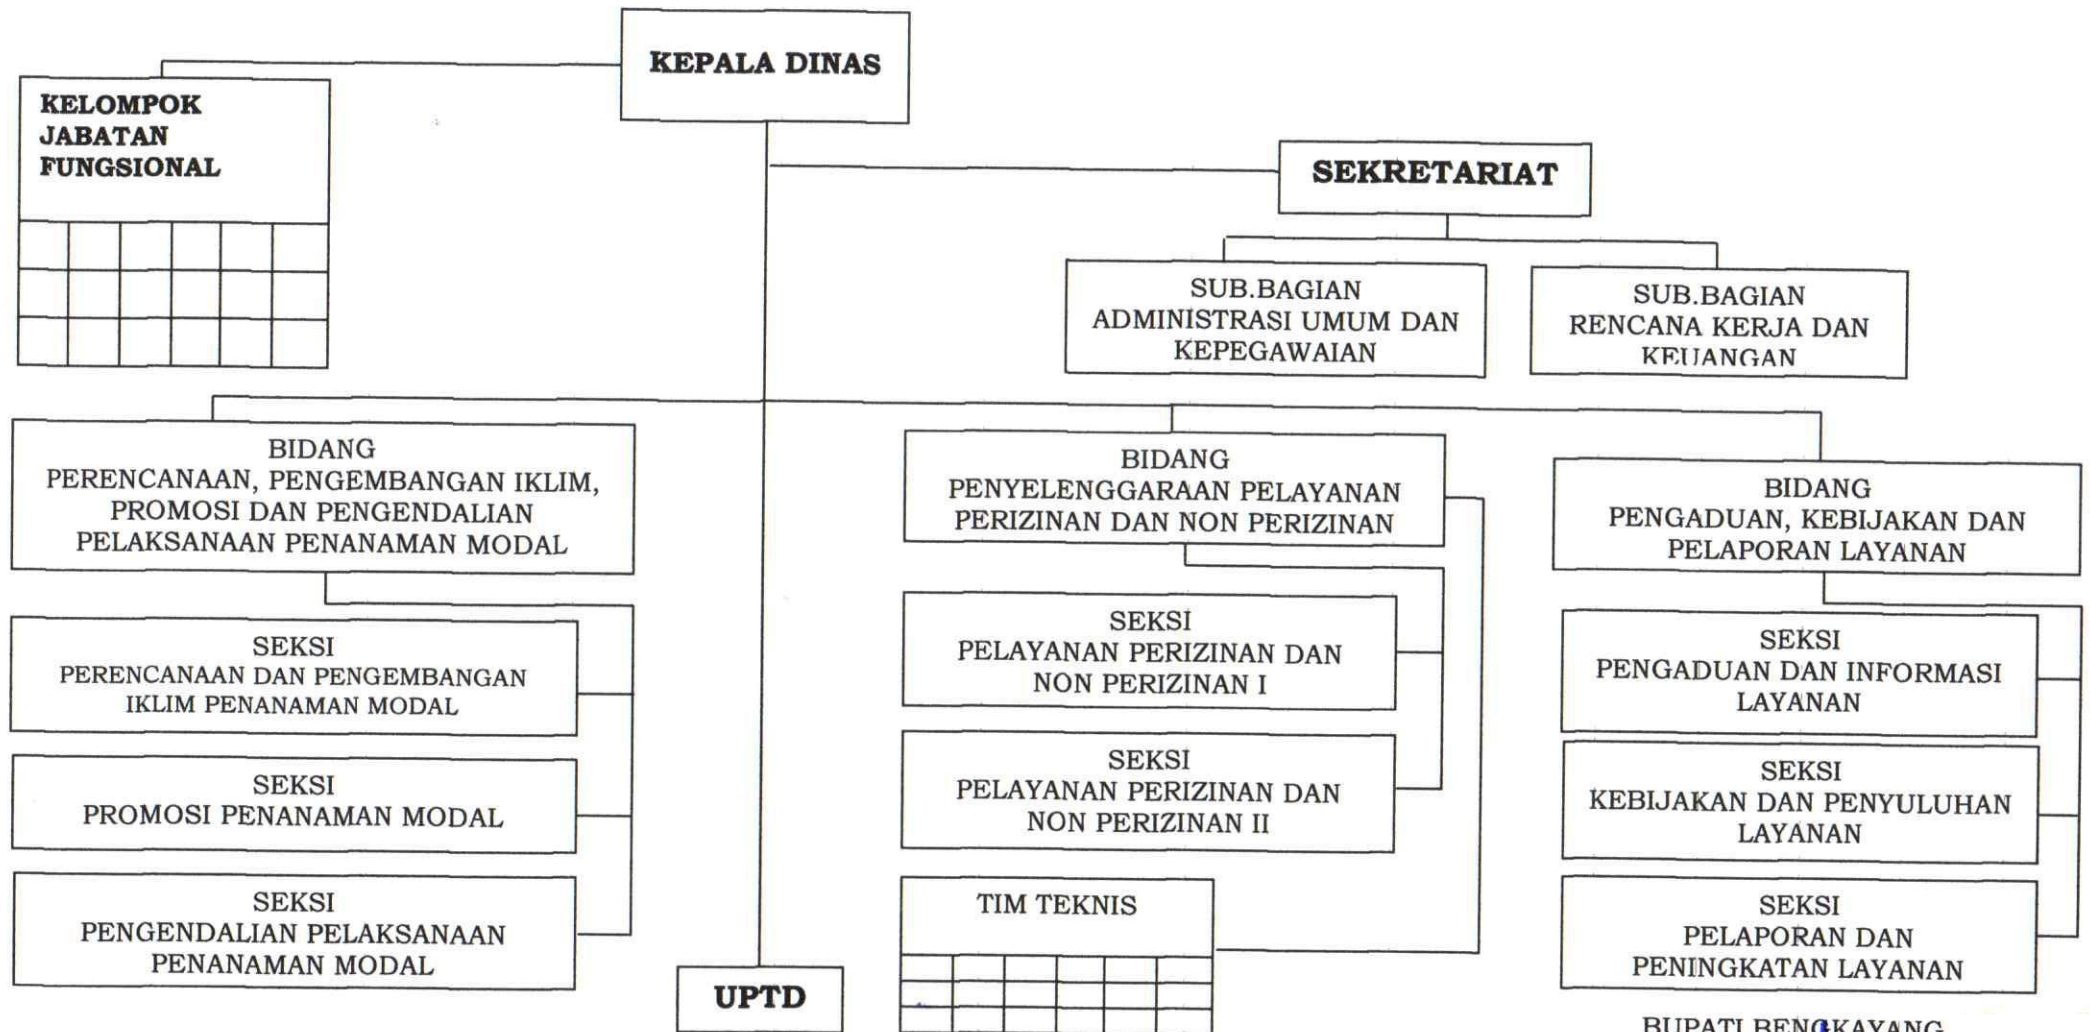 KEPALA DINAS
KELOMPOK
JABATAN
FUNGSIONAL
SEKRETARIAT
SUB.BAGIAN
ADMINISTRASI UMUM DAN
KEPEGAWAIAN
SUB.BAGIAN
RENCANA KERJA DAN
KEUANGAN
BIDANG
PERENCANAAN, PENGEMBANGAN IKLIM,
PROMOSI DAN PENGENDALIAN
PELAKSANAAN PENANAMAN MODAL
SEKSI
PERENCANAAN DAN PENGEMBANGAN
IKLIM PENANAMAN MODAL
SEKSI
PROMOSI PENANAMAN MODAL
SEKSI
PENGENDALIAN PELAKSANAAN
PENANAMAN MODAL
UPTD
BIDANG
PENYELENGGARAAN PELAYANAN
PERIZINAN DAN NON PERIZINAN
SEKSI
PELAYANAN PERIZINAN DAN
NON PERIZINAN I
SEKSI
PELAYANAN PERIZINAN DAN
NON PERIZINAN II
TIM TEKNIS
BIDANG
PENGADUAN, KEBIJAKAN DAN
PELAPORAN LAYANAN
SEKSI
PENGADUAN DAN INFORMASI
LAYANAN
SEKSI
KEBIJAKAN DAN PENYULUHAN
LAYANAN
SEKSI
PELAPORAN DAN
PENINGKATAN LAYANAN
BUPATI BENGKAYANG